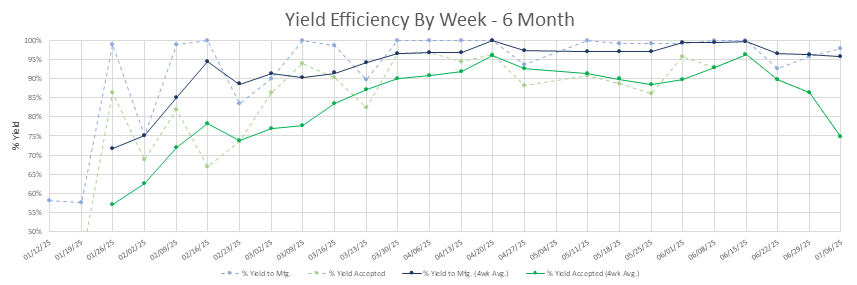 Yield Efficiency By Week - 6 Month
% Yield
100%
95%
90%
85%
80%
75%
70%
65%
60%
55%
50%
01/12/25 01/19/25 01/26/25 02/02/25 02/09/25 02/16/25 02/23/25 03/02/25 03/09/25 03/16/25 03/23/25 03/30/25 04/06/25 04/13/25 04/20/25 04/27/25 05/04/25 05/11/25 05/18/25 05/25/25 06/01/25 06/08/25 06/15/25 06/22/25 06/29/25 07/06/25
% Yield to Mfg. % Yield Accepted % Yield to Mfg. (4wk Avg.) % Yield Accepted (4wk Avg.)